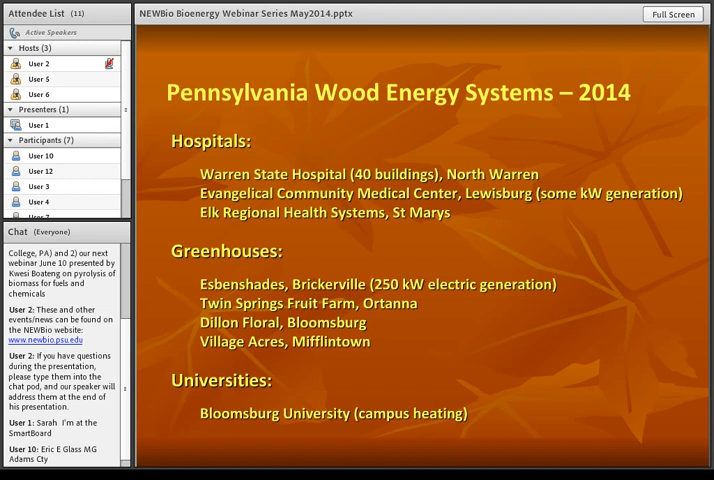 Attendee List (11)
Active Speakers
Hosts (3)
User 2
User 5
User 6
Presenters (1)
User 1
Participants (7)
User 10
User 12
User 3
User 4
Chat (Everyone)
College, PA) and 2) our next
webinar June 10 presented by
Kwesi Boateng on pyrolysis of
biomass for fuels and
chemicals
User 2: These and other
events/news can be found on
the NEWBio website:
www.newbio.psu.edu
User 2: If you have questions
during the presentation,
please type them into the
chat pod, and our speaker will
address them at the end of
his presentation.
User 1: Sarah I'm at the
SmartBoard
User 10: Eric E Glass MG
Adams Cty
NEWBio Bioenergy Webinar Series May2014.pptx
Full Screen
Pennsylvania Wood Energy Systems – 2014
Hospitals:
Warren State Hospital (40 buildings), North Warren
Evangelical Community Medical Center, Lewisburg (some kW generation)
Elk Regional Health Systems, St Marys
Greenhouses:
Esbenshades, Brickerville (250 kW electric generation)
Twin Springs Fruit Farm, Ortanna
Dillon Floral, Bloomsburg
Village Acres, Mifflintown
Universities:
Bloomsburg University (campus heating)